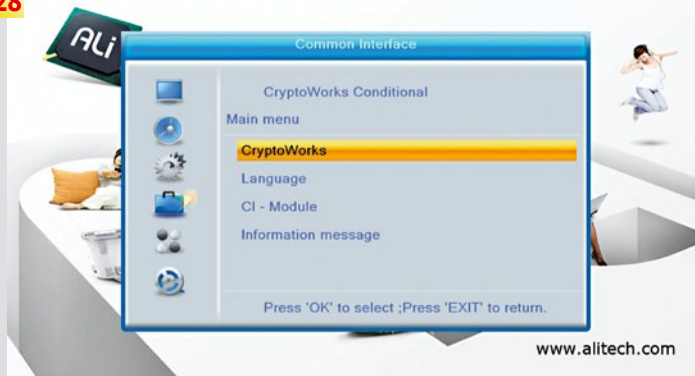 28
ALi
Common Interface
CryptoWorks Conditional
Main menu
CryptoWorks
Language
CI - Module
Information message
Press 'OK' to select ;Press 'EXIT' to return.
www.alitech.com